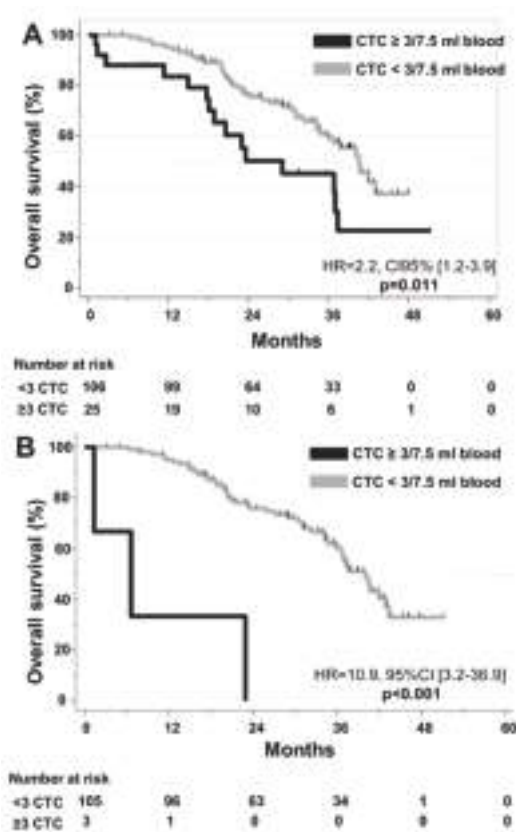 A
CTC ≥ 3/7.5 ml blood
CTC < 3/7.5 ml blood
Overall survival (%)
100
80
60
40
20
0
HR=2.2, CI95% [1.2-3.9]
p=0.011
0 12 24 36 48 60
Months
Number at risk
<3 CTC 106 99 64 33 0 0
≥3 CTC 25 19 10 6 1 0
B
CTC ≥ 3/7.5 ml blood
CTC < 3/7.5 ml blood
Overall survival (%)
100
80
60
40
20
0
HR=10.9, 95%CI [3.2-36.9]
p<0.001
0 12 24 36 48 60
Months
Number at risk
<3 CTC 105 96 63 34 1 0
≥3 CTC 3 1 0 0 0 0